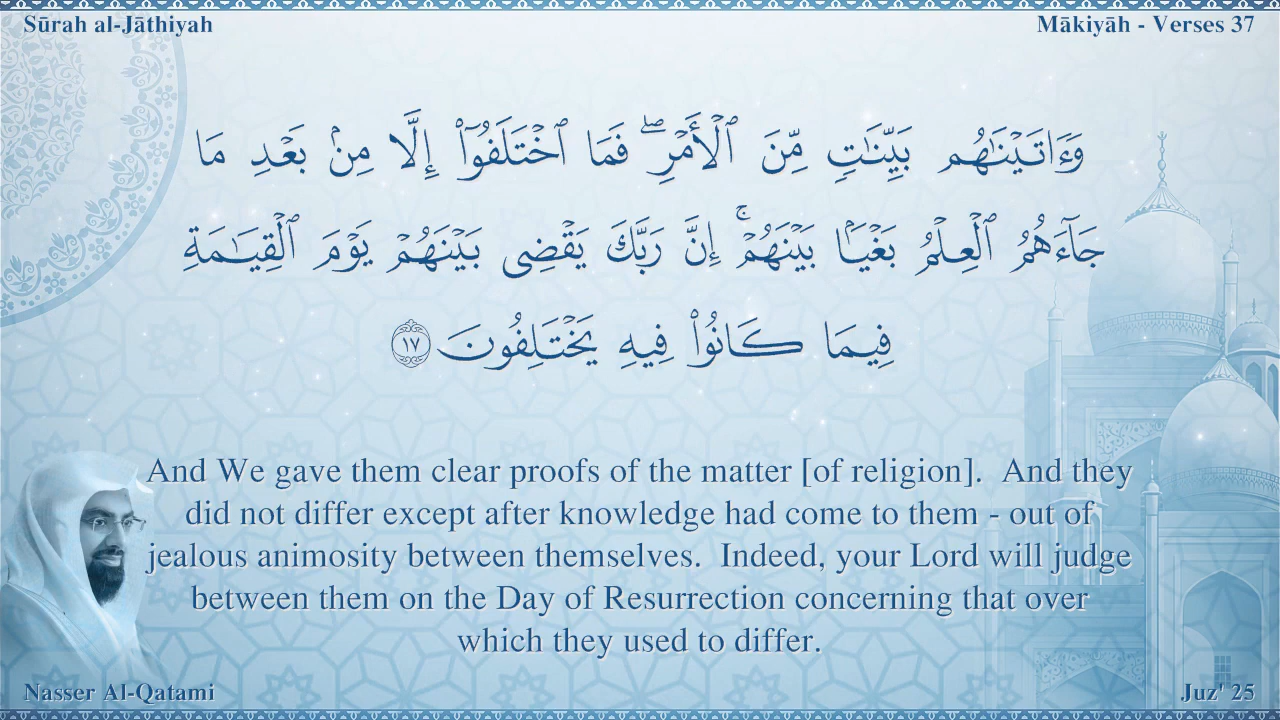 Sūrah al-Jāthiyah
Mākiyāh - Verses 37
وَءَاتَيْنَٰهُم بَيِّنَٰتٍ مِّنَ ٱلْأَمْرِ ۖ فَمَا ٱخْتَلَفُوٓا۟ إِلَّا مِنۢ بَعْدِ مَا
جَآءَهُمُ ٱلْعِلْمُ بَغْيًۢا بَيْنَهُمْ ۚ إِنَّ رَبَّكَ يَقْضِى بَيْنَهُمْ يَوْمَ ٱلْقِيَٰمَةِ
فِيمَا كَانُوا۟ فِيهِ يَخْتَلِفُونَ ١٧
And We gave them clear proofs of the matter [of religion].  And they
did not differ except after knowledge had come to them - out of
jealous animosity between themselves.  Indeed, your Lord will judge
between them on the Day of Resurrection concerning that over
which they used to differ.
Nasser Al-Qatami
Juz' 25